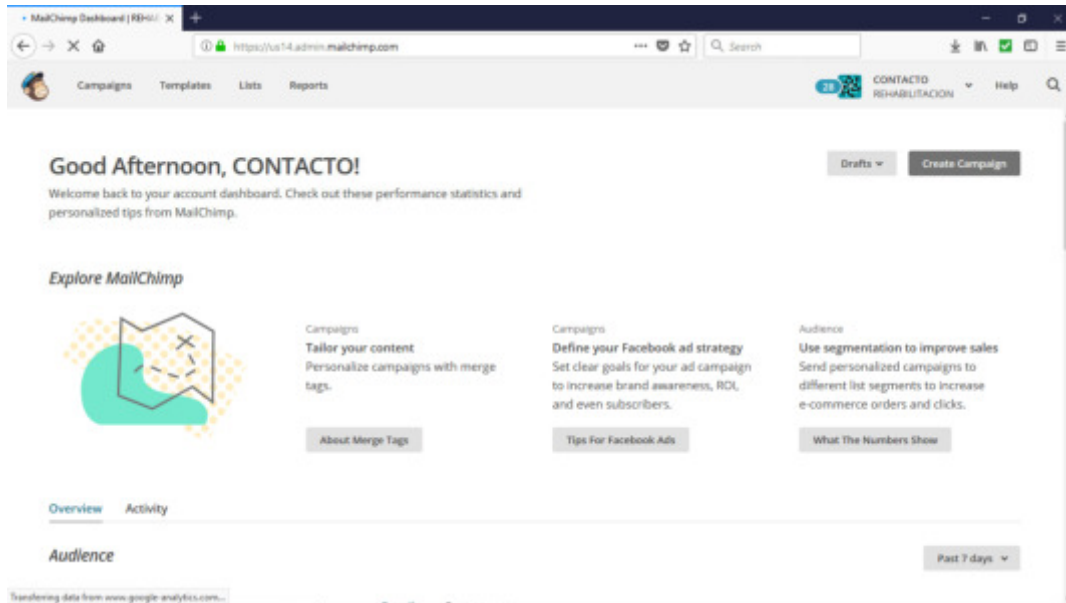 MailChimp Dashboard | REHA
https://us14.admin.mailchimp.com
Search
Campaigns Templates Lists Reports
28
CONTACTO
REHABILITACION
Help
Good Afternoon, CONTACTO!
Drafts
Create Campaign
Welcome back to your account dashboard. Check out these performance statistics and
personalized tips from MailChimp.
Explore MailChimp
Campaigns
Tailor your content
Personalize campaigns with merge
tags.
About Merge Tags
Campaigns
Define your Facebook ad strategy
Set clear goals for your ad campaign
to increase brand awareness, ROI,
and even subscribers.
Tips For Facebook Ads
Audience
Use segmentation to improve sales
Send personalized campaigns to
different list segments to increase
e-commerce orders and clicks.
What The Numbers Show
Overview Activity
Audience
Past 7 days
Transferring data from www.google-analytics.com...